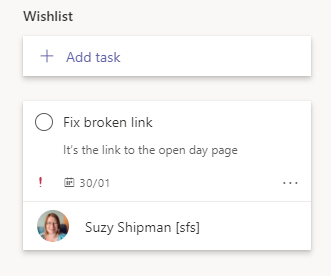 Wishlist
+ Add task
Fix broken link
It's the link to the open day page
! 30/01 ...
Suzy Shipman [sfs]